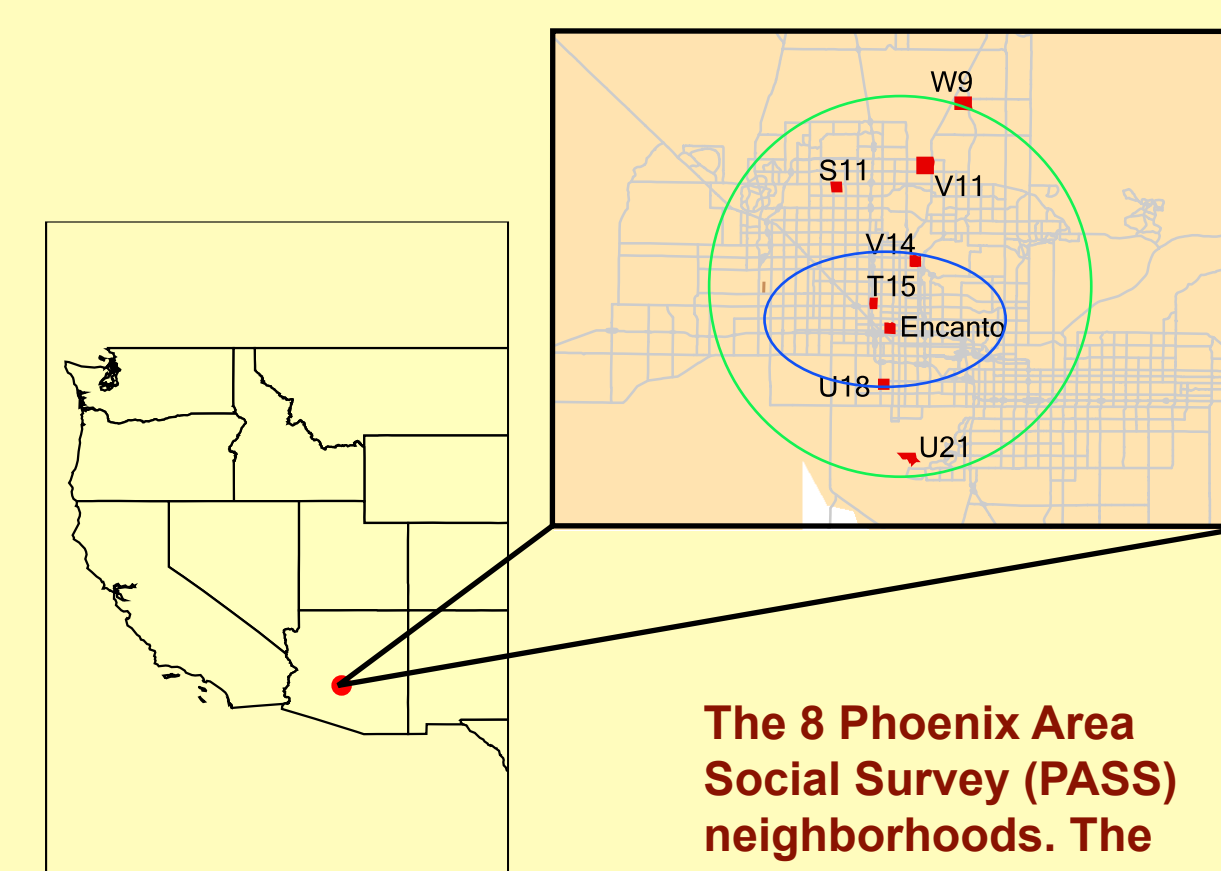 W9
S11
V11
V14
T15
Encanto
U18
U21
The 8 Phoenix Area
Social Survey (PASS)
neighborhoods. The